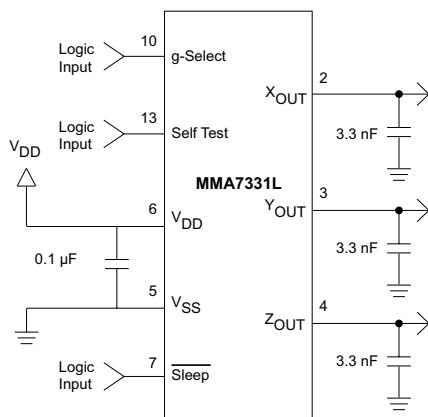 10
Logic
Input
g-Select
2
XOUT
3.3 nF
13
Logic
Input
Self Test
VDD
MMA7331L
3
YOUT
3.3 nF
6
VDD
0.1 µF
5
VSS
4
ZOUT
3.3 nF
7
Logic
Input
Sleep